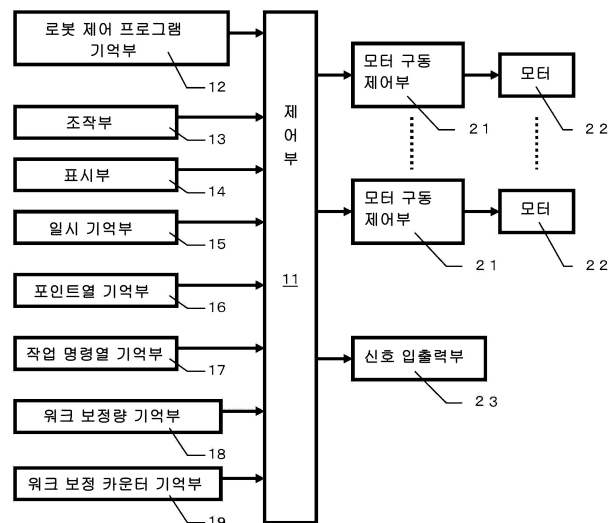 로봇 제어 프로그램
기억부
12
조작부
13
표시부
14
일시 기억부
15
포인트열 기억부
16
작업 명령열 기억부
17
워크 보정량 기억부
18
워크 보정 카운터 기억부
19
제
어
부
11
모터 구동
제어부
21
모터
22
모터 구동
제어부
21
모터
22
신호 입출력부
23